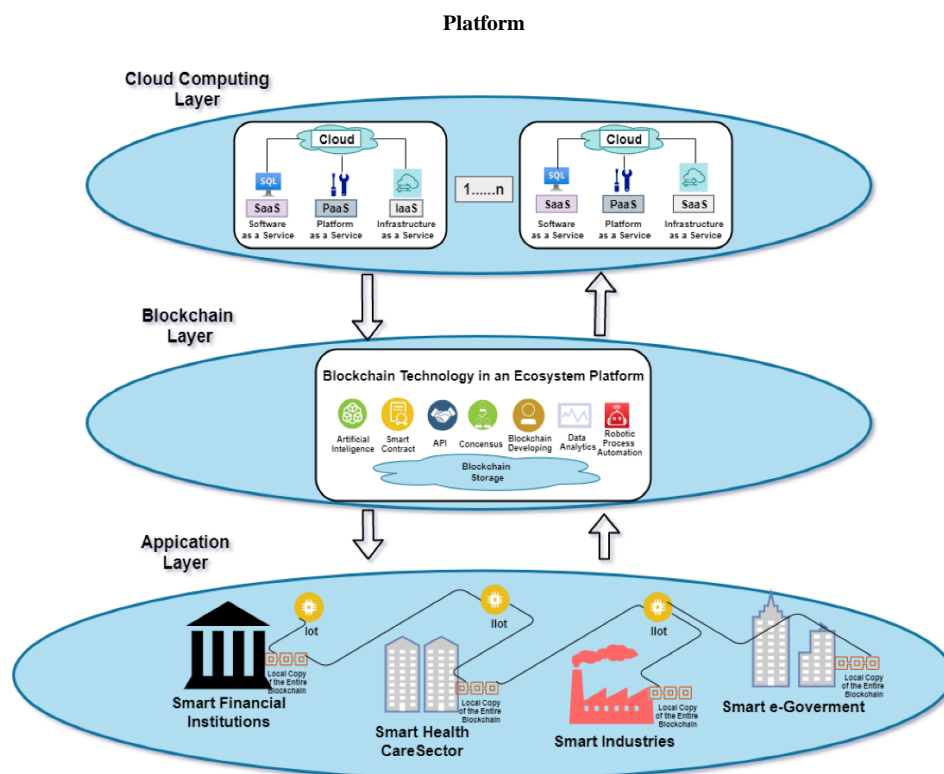 Platform
Cloud Computing
Layer
Cloud
SQL
SaaS
PaaS
IaaS
Software
as a Service
Platform
as a Service
Infrastructure
as a Service
1......n
Cloud
SQL
SaaS
PaaS
SaaS
Software
as a Service
Platform
as a Service
Infrastructure
as a Service
Blockchain
Layer
Blockchain Technology in an Ecosystem Platform
Artificial
Inteligence
Smart
Contract
API
Concensus
Blockchain
Developing
Data
Analytics
Robotic
Process
Automation
Blockchain
Storage
Appication
Layer
Iot
IIot
IIot
Local Copy
of the Entire
Blockchain
Smart Financial
Institutions
Local Copy
of the Entire
Blockchain
Smart Health
CareSector
Local Copy
of the Entire
Blockchain
Smart Industries
Local Copy
of the Entire
Blockchain
Smart e-Goverment